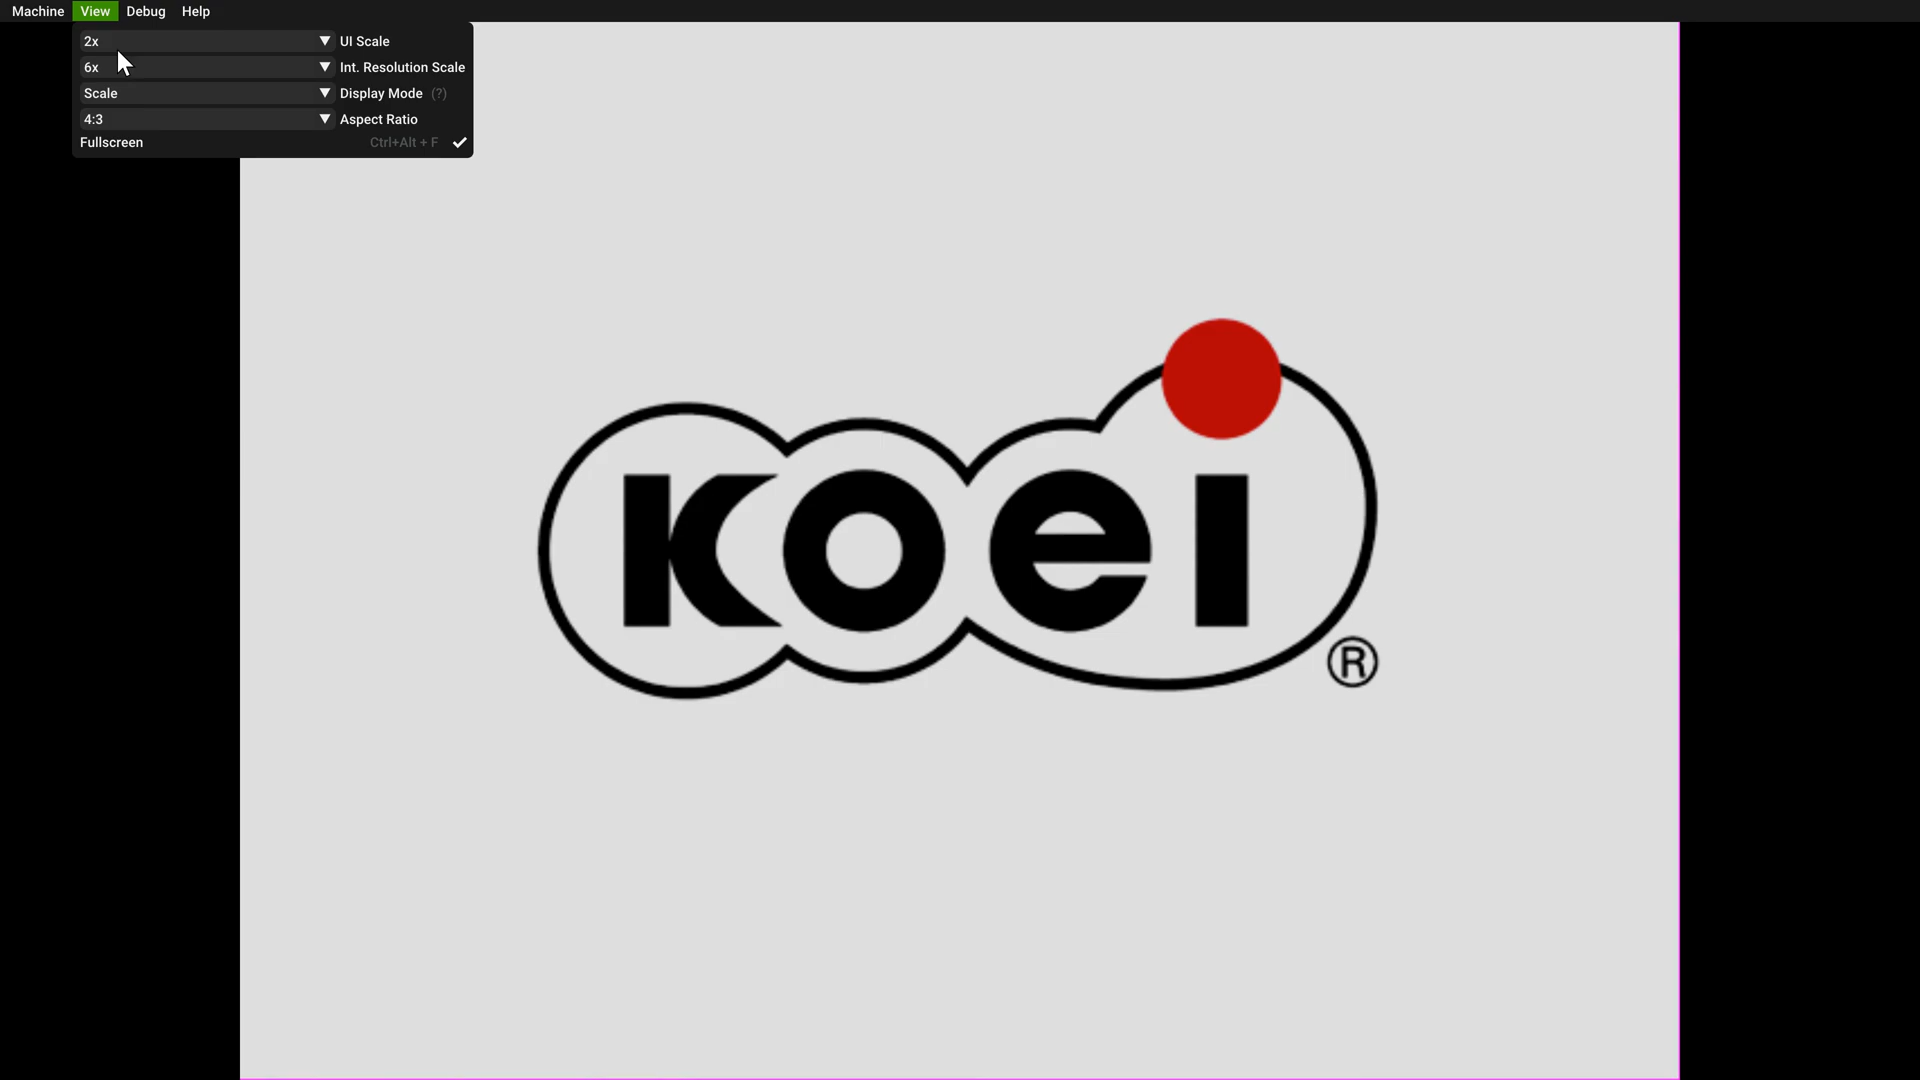 Machine View Debug Help
2x UI Scale
6x Int. Resolution Scale
Scale Display Mode (?)
4:3 Aspect Ratio
Fullscreen Ctrl+Alt + F
KOEI
®